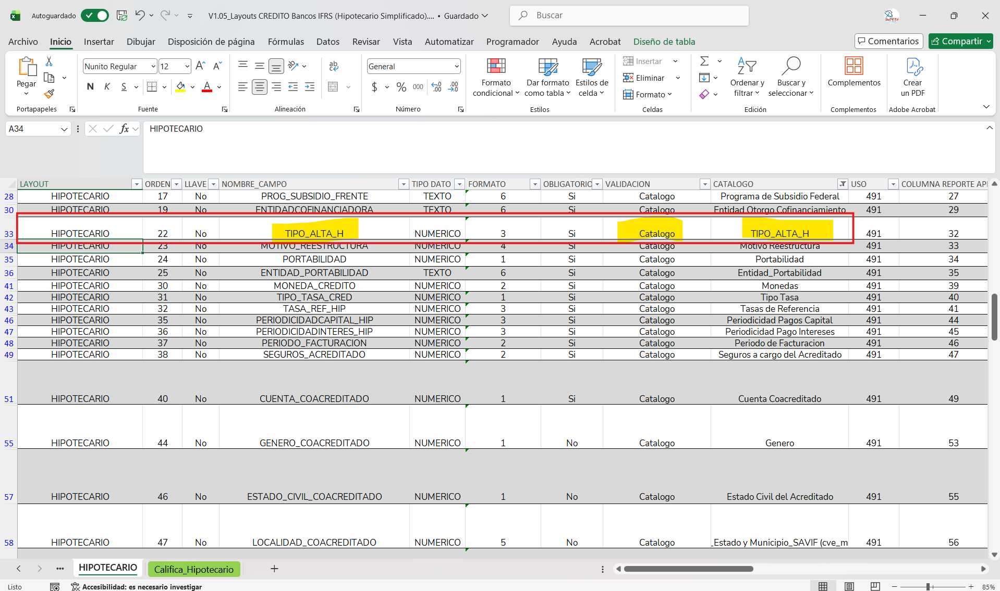 Autoguardado
V1.05_Layouts CREDITO Bancos IFRS (Hipotecario Simplificado).... • Guardado
Buscar
Archivo Inicio Insertar Dibujar Disposición de página Fórmulas Datos Revisar Vista Automatizar Programador Ayuda Acrobat Diseño de tabla
Comentarios Compartir
Pegar
Portapapeles
Nunito Regular 12
N K S
Fuente
Alineación
General
$ % 000
Número
Formato condicional
Dar formato como tabla
Estilos de celda
Estilos
Insertar
Eliminar
Formato
Celdas
Ordenar y filtrar
Buscar y seleccionar
Edición
Complementos
Complementos
Crear un PDF
Adobe Acrobat
A34 fx HIPOTECARIO
LAYOUT ORDEN LLAVE NOMBRE_CAMPO TIPO DATO FORMATO OBLIGATORIO VALIDACION CATALOGO USO COLUMNA REPORTE
28 HIPOTECARIO 17 No PROG_SUBSIDIO_FRENTE TEXTO 6 Si Catalogo Programa de Subsidio Federal 491 27
30 HIPOTECARIO 19 No ENTIDADCOFINANCIADORA TEXTO 6 Si Catalogo Entidad Otorgo Cofinanciamiento 491 29
33 HIPOTECARIO 22 No TIPO_ALTA_H NUMERICO 3 Si Catalogo TIPO_ALTA_H 491 32
34 HIPOTECARIO 23 No MOTIVO_REESTRUCTURA NUMERICO 4 Si Catalogo Motivo Reestructura 491 33
35 HIPOTECARIO 24 No PORTABILIDAD NUMERICO 1 Si Catalogo Portabilidad 491 34
36 HIPOTECARIO 25 No ENTIDAD_PORTABILIDAD TEXTO 6 Si Catalogo Entidad_Portabilidad 491 35
41 HIPOTECARIO 30 No MONEDA_CREDITO NUMERICO 2 Si Catalogo Monedas 491 39
42 HIPOTECARIO 31 No TIPO_TASA_CRED NUMERICO 1 Si Catalogo Tipo Tasa 491 40
43 HIPOTECARIO 32 No TASA_REF_HIP NUMERICO 3 Si Catalogo Tasas de Referencia 491 41
46 HIPOTECARIO 35 No PERIODICIDADCAPITAL_HIP NUMERICO 3 Si Catalogo Periodicidad Pagos Capital 491 44
47 HIPOTECARIO 36 No PERIODICIDADINTERES_HIP NUMERICO 3 Si Catalogo Periodicidad Pago Intereses 491 45
48 HIPOTECARIO 37 No PERIODO_FACTURACION NUMERICO 2 Si Catalogo Periodo de Facturacion 491 46
49 HIPOTECARIO 38 No SEGUROS_ACREDITADO NUMERICO 2 Si Catalogo Seguros a cargo del Acreditado 491 47
51 HIPOTECARIO 40 No CUENTA_COACREDITADO NUMERICO 1 Si Catalogo Cuenta Coacreditado 491 49
55 HIPOTECARIO 44 No GENERO_COACREDITADO NUMERICO 1 No Catalogo Genero 491 53
57 HIPOTECARIO 46 No ESTADO_CIVIL_COACREDITADO NUMERICO 1 No Catalogo Estado Civil del Acreditado 491 55
58 HIPOTECARIO 47 No LOCALIDAD_COACREDITADO NUMERICO 5 No Catalogo _Estado y Municipio_SAVIF (cve_m 491 56
HIPOTECARIO Califica_Hipotecario
Listo Accesibilidad: es necesario investigar 85%